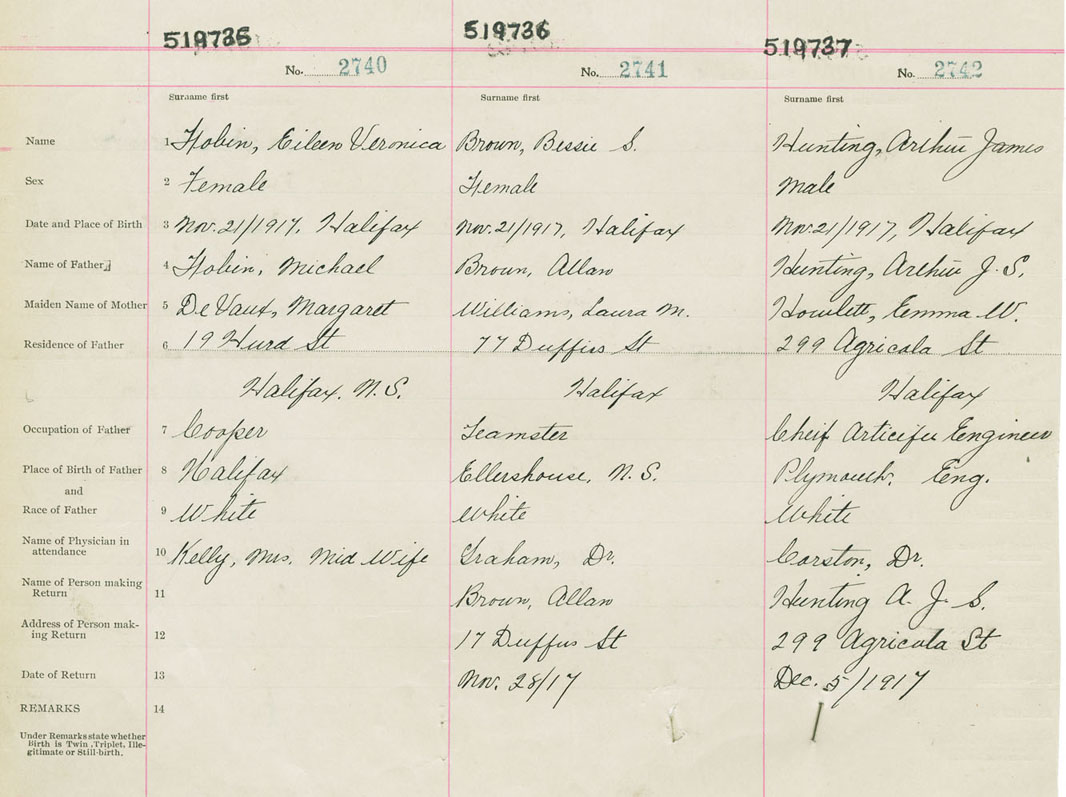 519735 519736 519737
No. 2740 No. 2741 No. 2742
Surname first Surname first Surname first
Name 1 Hobin, Eileen Veronica Brown, Bessie S. Hunting, Arthur James
Sex 2 Female Female Male
Date and Place of Birth 3 Nov. 21/1917, Halifax Nov. 21/1917, Halifax Nov. 21/1917, Halifax
Name of Father 4 Hobin, Michael Brown, Allan Hunting, Arthur J. S.
Maiden Name of Mother 5 De Vaux, Margaret Williams, Laura M. Howlett, Emma W.
Residence of Father 6 19 Hurd St 77 Duffus St 299 Agricola St
Halifax, N.S. Halifax Halifax
Occupation of Father 7 Cooper Teamster Cheif Articifer Engineer
Place of Birth of Father 8 Halifax Ellershouse, N.S. Plymouth, Eng.
and
Race of Father 9 White White White
Name of Physician in
attendance 10 Kelly, Mrs. Mid Wife Graham, Dr. Carston, Dr.
Name of Person making
Return 11 Brown, Allan Hunting A. J. S.
Address of Person mak-
ing Return 12 17 Duffus St 299 Agricola St
Date of Return 13 Nov. 28/17 Dec. 5/1917
REMARKS 14
Under Remarks state whether
Birth is Twin, Triplet, Ille-
gitimate or Still-birth.